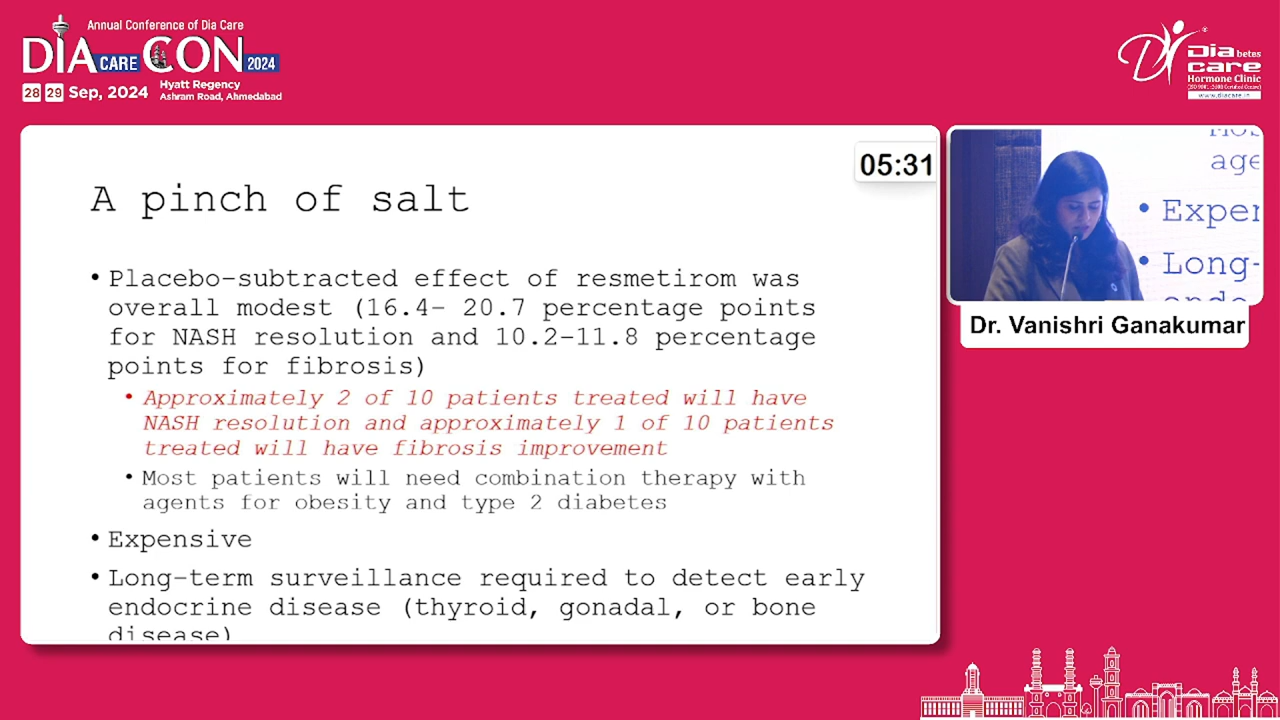 Annual Conference of Dia Care
DIA CARE CON 2024
28 29 Sep, 2024
Hyatt Regency
Ashram Road, Ahmedabad
Diabetes
care
Hormone Clinic
www.diacare.in
05:31
A pinch of salt
• Placebo-subtracted effect of resmetirom was
overall modest (16.4- 20.7 percentage points
for NASH resolution and 10.2-11.8 percentage
points for fibrosis)
• Approximately 2 of 10 patients treated will have
NASH resolution and approximately 1 of 10 patients
treated will have fibrosis improvement
• Most patients will need combination therapy with
agents for obesity and type 2 diabetes
• Expensive
• Long-term surveillance required to detect early
endocrine disease (thyroid, gonadal, or bone
disease)
age
• Exper
• Long-
Dr. Vanishri Ganakumar